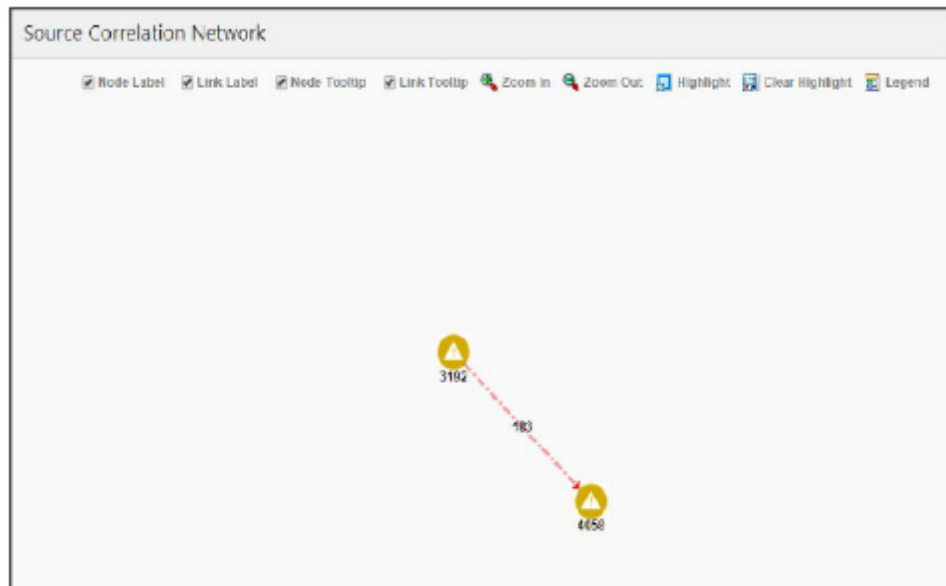 Source Correlation Network
Node Label Link Label Node Tooltip Link Tooltip Zoom In Zoom Out Highlight Clear Highlight Legend
3192
183
4058